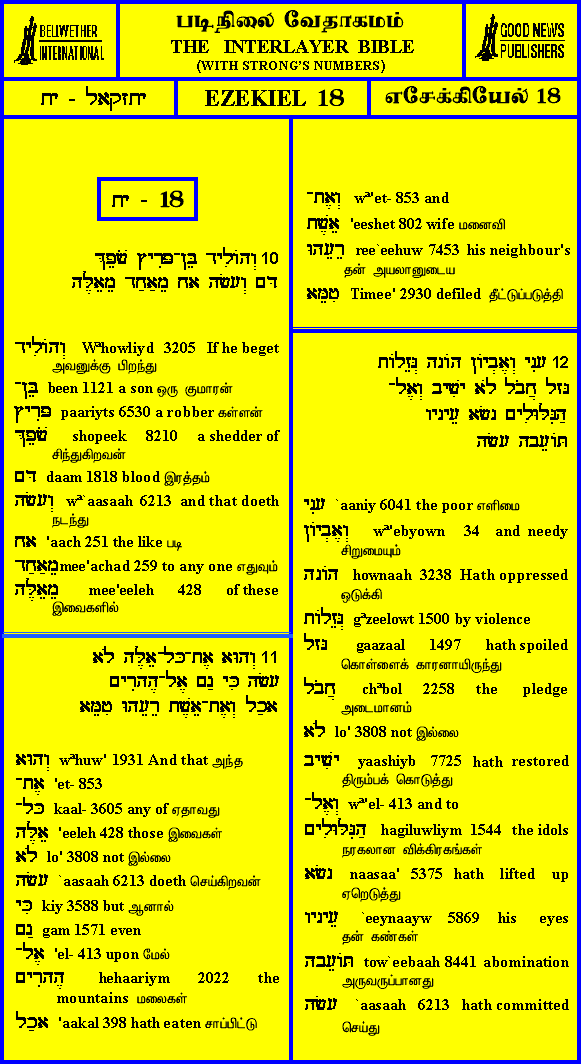 BELLWETHER
INTERNATIONAL
படிநிலை வேதாகமம்
THE INTERLAYER BIBLE
(WITH STRONG'S NUMBERS)
GOOD NEWS
PUBLISHERS
יחזקאל - יח
EZEKIEL 18
எசேக்கியேல் 18
יח - 18
10 וְהוֹלִיד בֵּן־פָּרִיץ שֹׁפֵךְ
דָּם וְעָשָׂה אָח מֵאַחַד מֵאֵלֶּה
וְהוֹלִיד Wᵊhowliyd 3205 If he beget
அவனுக்கு பிறந்து
בֵּן־ been 1121 a son ஒரு குமாரன்
פָּרִיץ paariyts 6530 a robber கள்ளன்
שֹׁפֵךְ shopeek 8210 a shedder of
சிந்துகிறவன்
דָּם daam 1818 blood இரத்தம்
וְעָשָׂה wᵊ`aasaah 6213 and that doeth
நடந்து
אָח 'aach 251 the like படி
מֵאַחַד mee'achad 259 to any one எதுவும்
מֵאֵלֶּה mee'eeleh 428 of these
இவைகளில்
11 וְהוּא אֶת־כָּל־אֵלֶּה לֹא
עָשָׂה כִּי גַם אֶל־הֶהָרִים
אָכַל וְאֶת־אֵשֶׁת רֵעֵהוּ טִמֵּא
וְהוּא wᵊhuw' 1931 And that அந்த
אֶת־ 'et- 853
כָּל־ kaal- 3605 any of ஏதாவது
אֵלֶּה 'eeleh 428 those இவைகள்
לֹא lo' 3808 not இல்லை
עָשָׂה `aasaah 6213 doeth செய்கிறவன்
כִּי kiy 3588 but ஆனால்
גַם gam 1571 even
אֶל־ 'el- 413 upon மேல்
הֶהָרִים hehaariym 2022 the
mountains மலைகள்
אָכַל 'aakal 398 hath eaten சாப்பிட்டு
וְאֶת־ wᵊ'et- 853 and
אֵשֶׁת 'eeshet 802 wife மனைவி
רֵעֵהוּ ree`eehuw 7453 his neighbour's
தன் அயலானுடைய
טִמֵּא Timee' 2930 defiled தீட்டுப்படுத்தி
12 עָנִי וְאֶבְיוֹן הוֹנָה גְּזֵלוֹת
גָּזָל חֲבֹל לֹא יָשִׁיב וְאֶל־
הַגִּלּוּלִים נָשָׂא עֵינָיו
תּוֹעֵבָה עָשָׂה
עָנִי `aaniy 6041 the poor எளிமை
וְאֶבְיוֹן wᵊ'ebyown 34 and needy
சிறுமையும்
הוֹנָה hownaah 3238 Hath oppressed
ஒடுக்கி
גְּזֵלוֹת gᵊzeelowt 1500 by violence
גָּזָל gaazaal 1497 hath spoiled
கொள்ளைக் காரனாயிருந்து
חֲבֹל chᵃbol 2258 the pledge
அடைமானம்
לֹא lo' 3808 not இல்லை
יָשִׁיב yaashiyb 7725 hath restored
திரும்பக் கொடுத்து
וְאֶל־ wᵊ'el- 413 and to
הַגִּלּוּלִים hagiluwliym 1544 the idols
நரகலான விக்கிரகங்கள்
נָשָׂא naasaa' 5375 hath lifted up
ஏறெடுத்து
עֵינָיו `eeynaayw 5869 his eyes
தன் கண்கள்
תּוֹעֵבָה tow`eebaah 8441 abomination
அருவருப்பானது
עָשָׂה `aasaah 6213 hath committed
செய்து